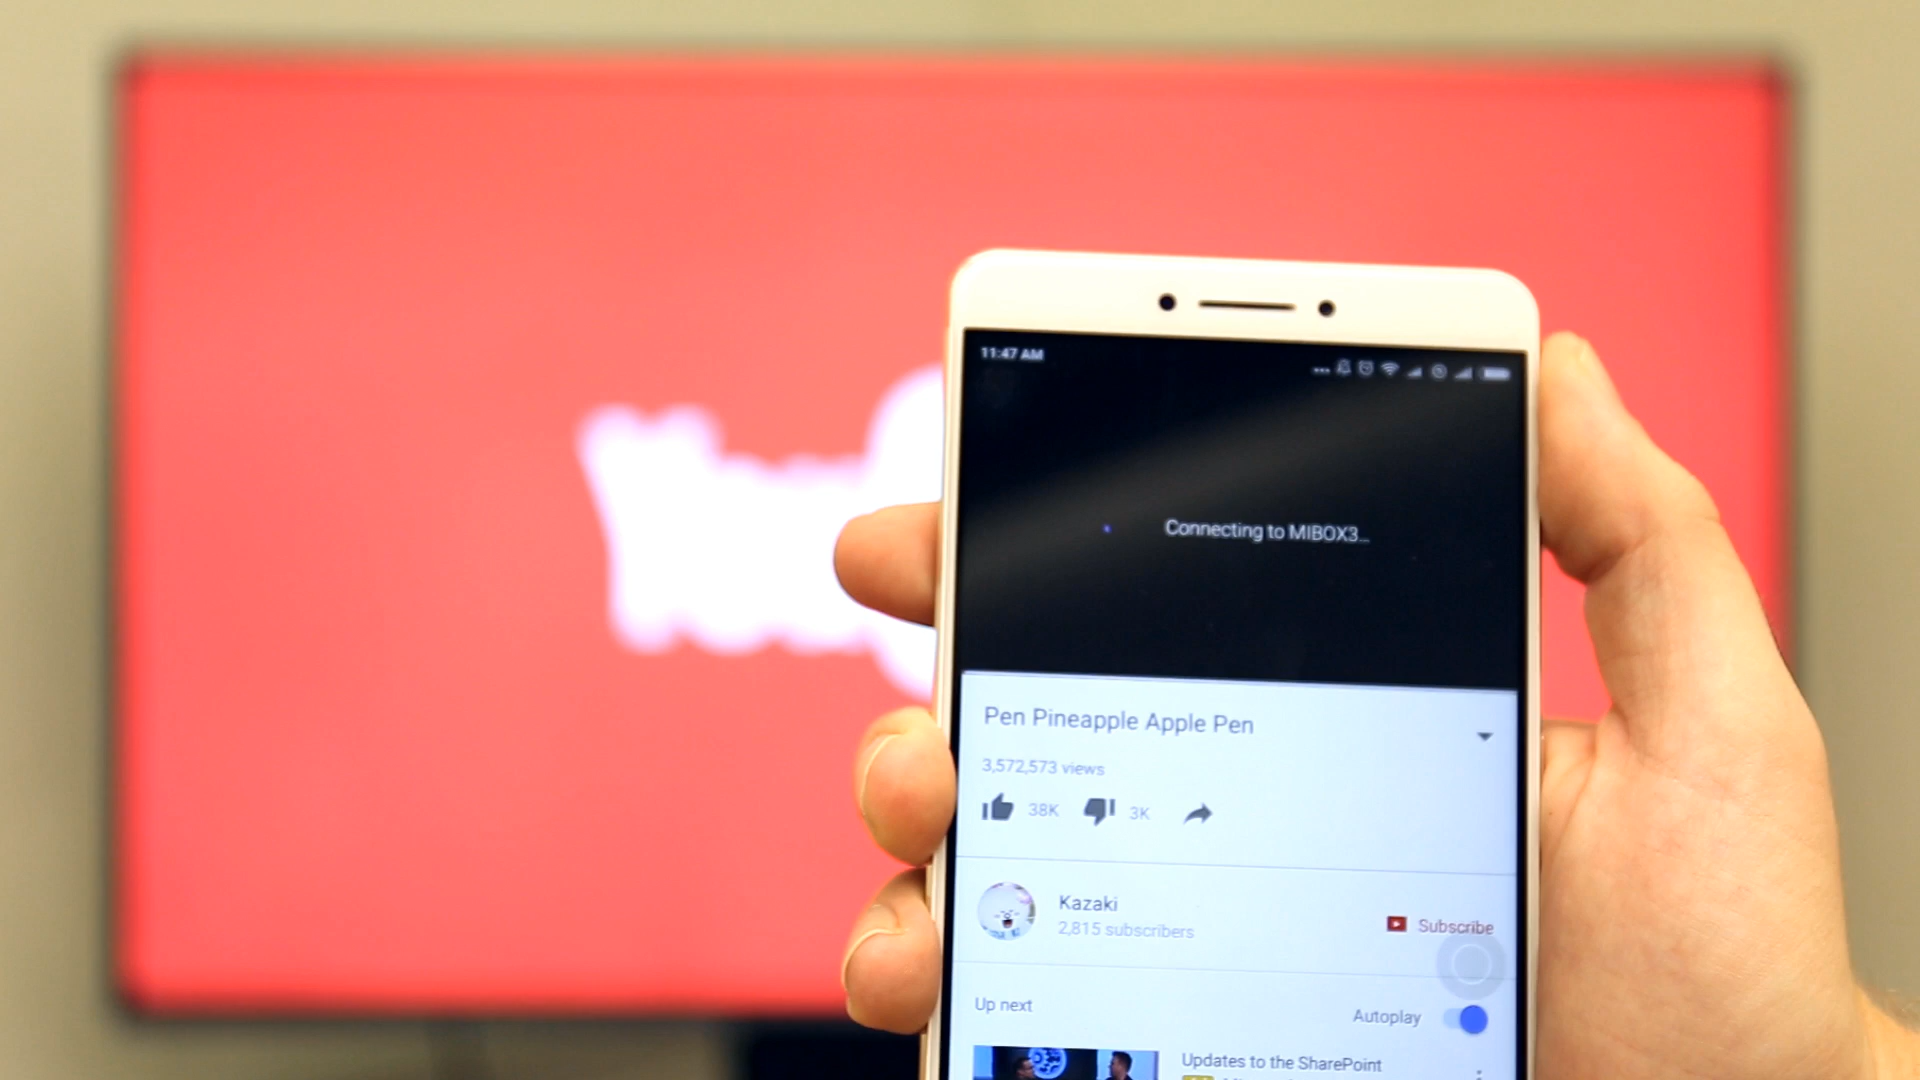 11:47 AM
Connecting to MIBOX3...
Pen Pineapple Apple Pen
3,572,573 views
38K 3K
Kazaki
2,815 subscribers
Subscribe
Up next
Autoplay
Updates to the SharePoint